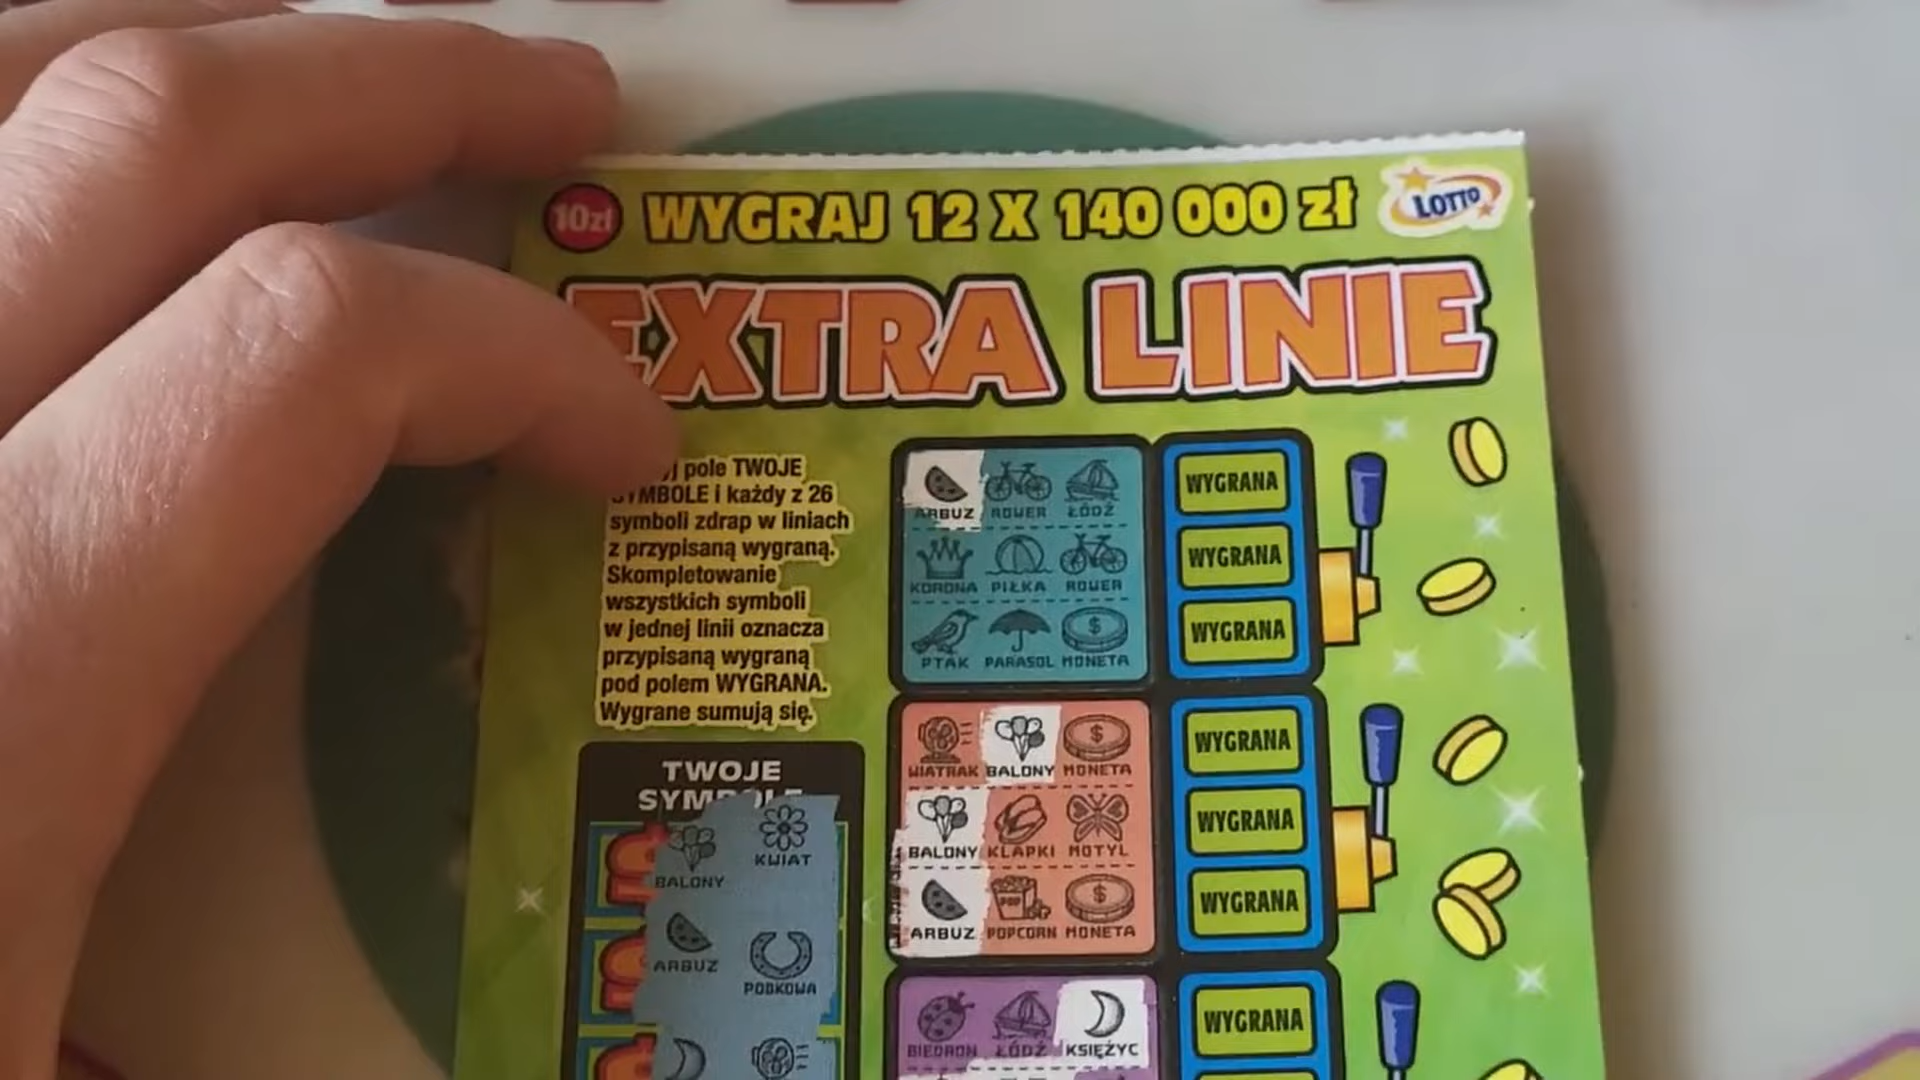 10zł WYGRAJ 12 X 140 000 zł LOTTO
EXTRA LINIE
pole TWOJE
SYMBOLE i każdy z 26
symboli zdrap w liniach
z przypisaną wygraną.
Skompletowanie
wszystkich symboli
w jednej linii oznacza
przypisaną wygraną
pod polem WYGRANA.
Wygrane sumują się.
TWOJE
SYMBOLE
BALONY KWIAT
ARBUZ PODKOWA
ARBUZ ROWER ŁÓDŹ WYGRANA
KORONA PIŁKA ROWER WYGRANA
PTAK PARASOL MONETA WYGRANA
WIATRAK BALONY MONETA WYGRANA
BALONY KLAPKI MOTYL WYGRANA
ARBUZ POPCORN MONETA WYGRANA
POP
BIEDRON ŁÓDŹ KSIĘŻYC WYGRANA